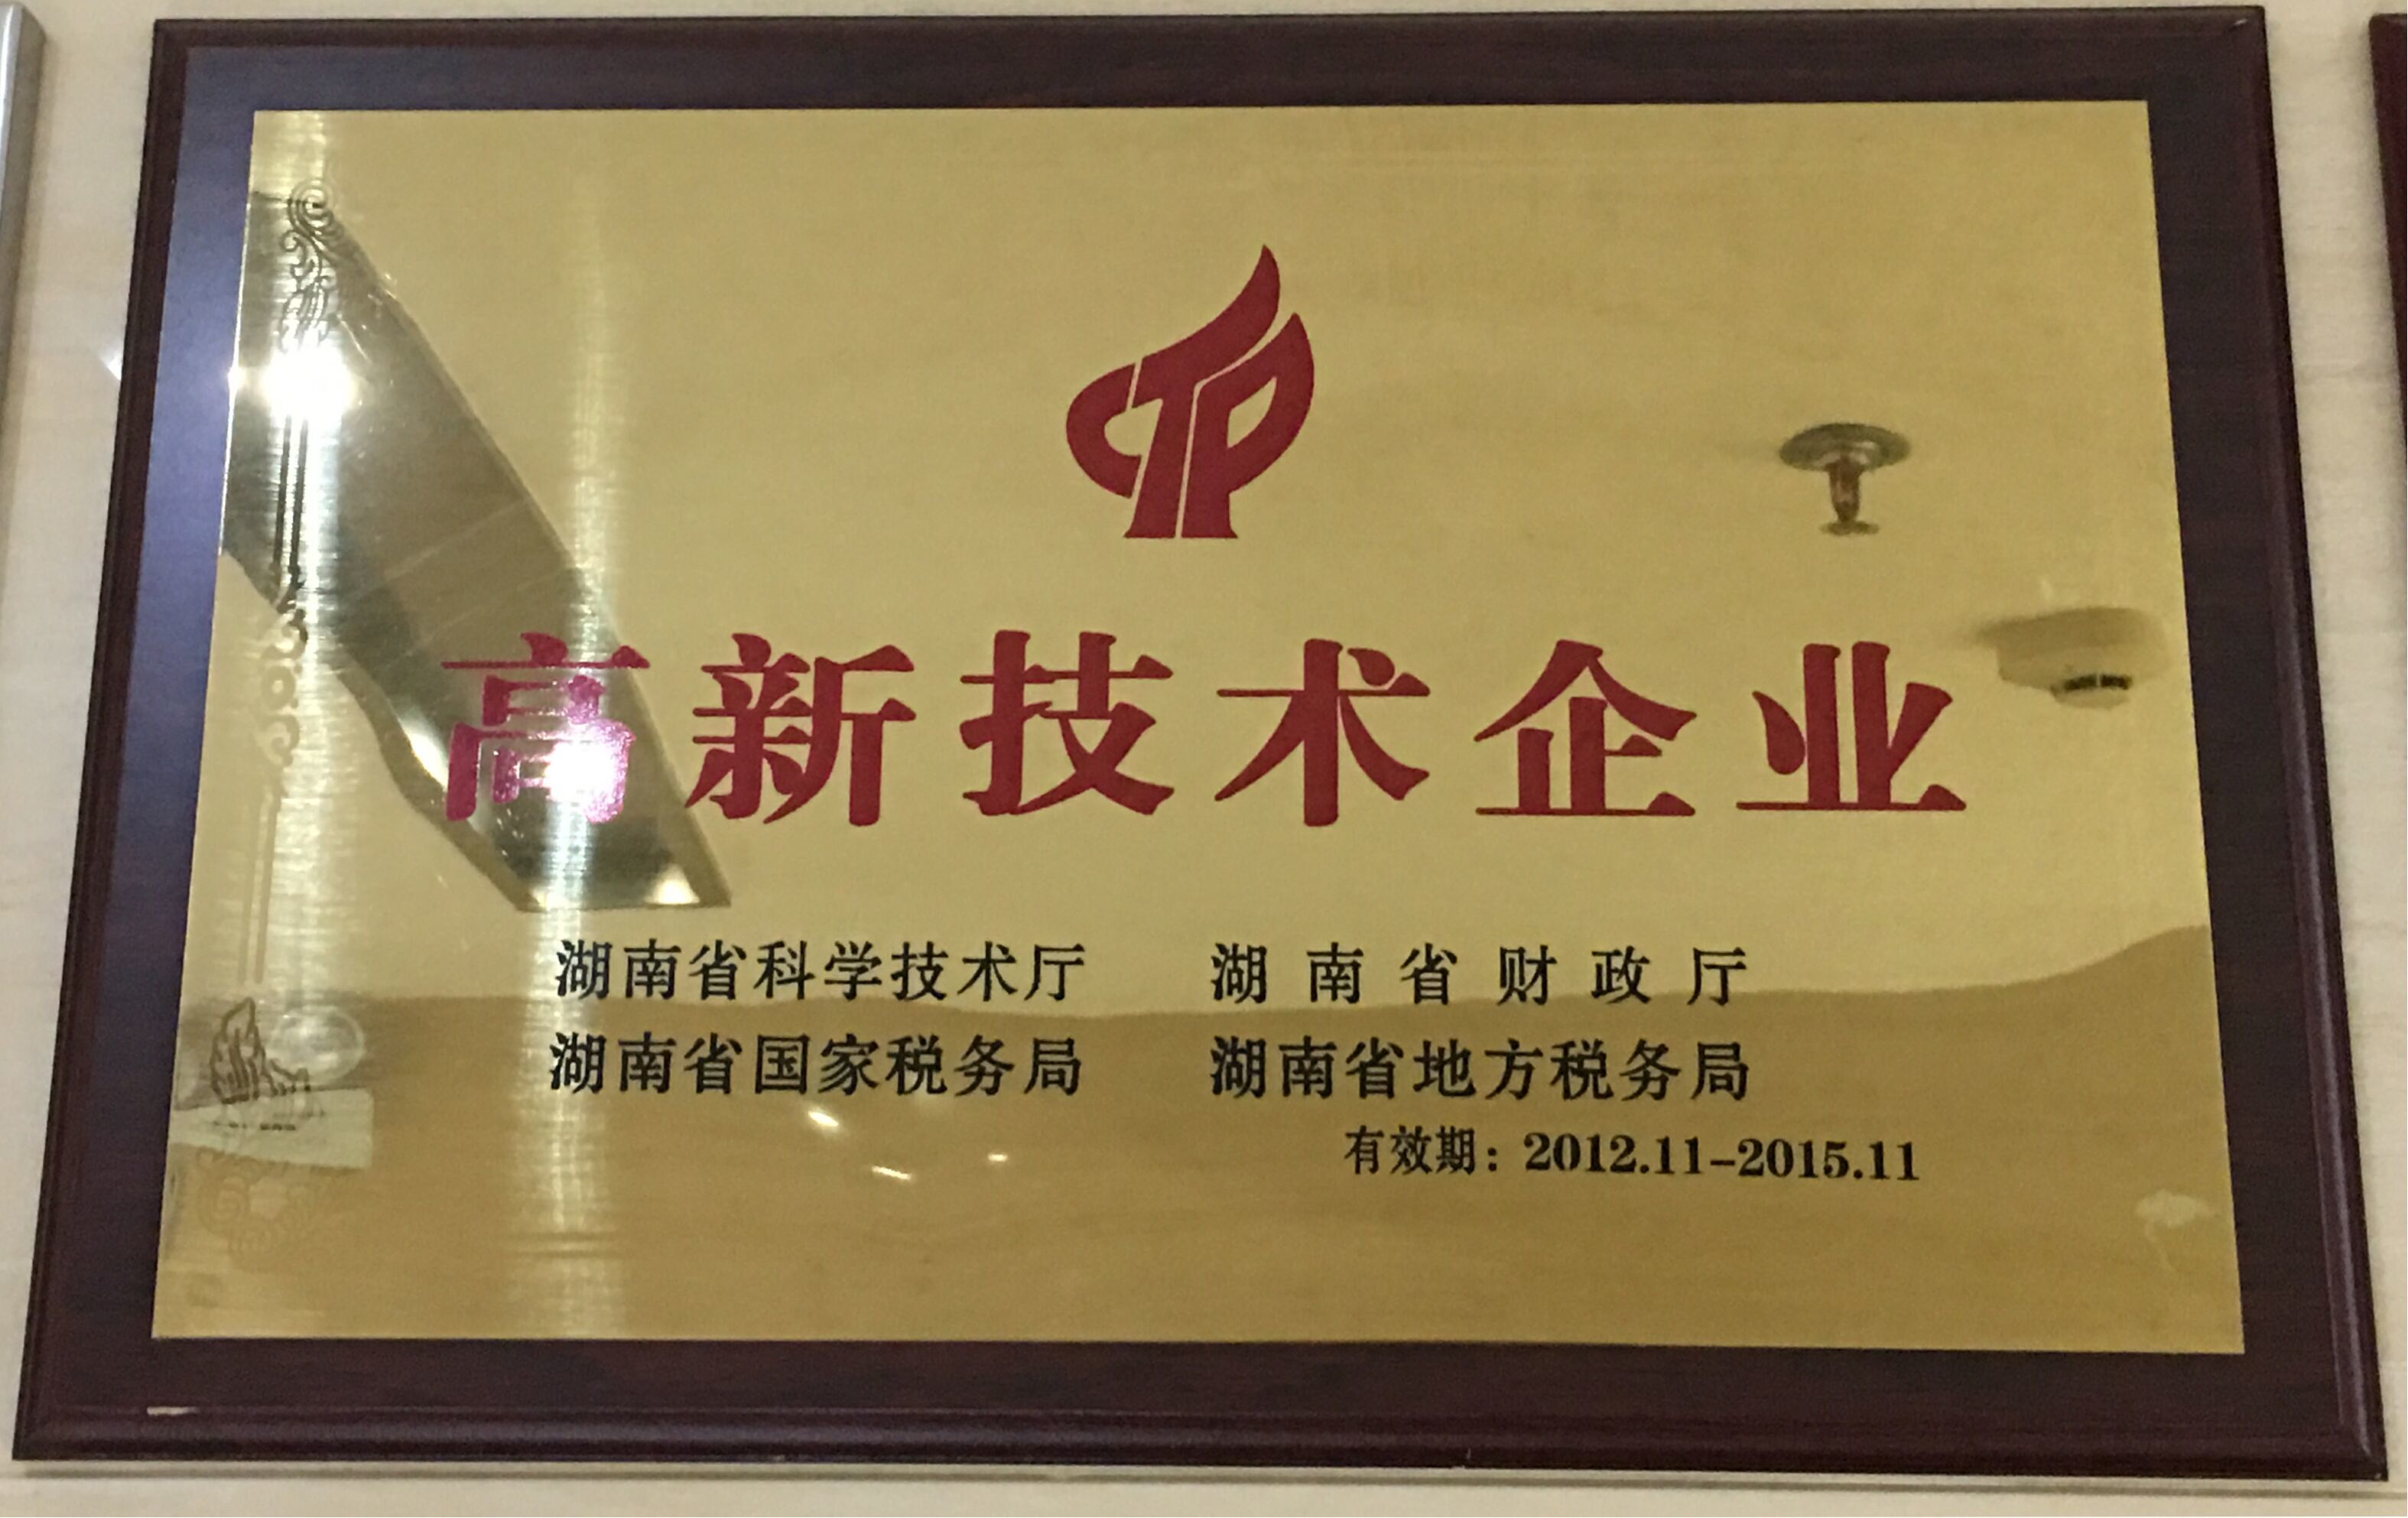 高新技术企业
湖南省科学技术厅 湖南省财政厅
湖南省国家税务局 湖南省地方税务局
有效期：2012.11-2015.11